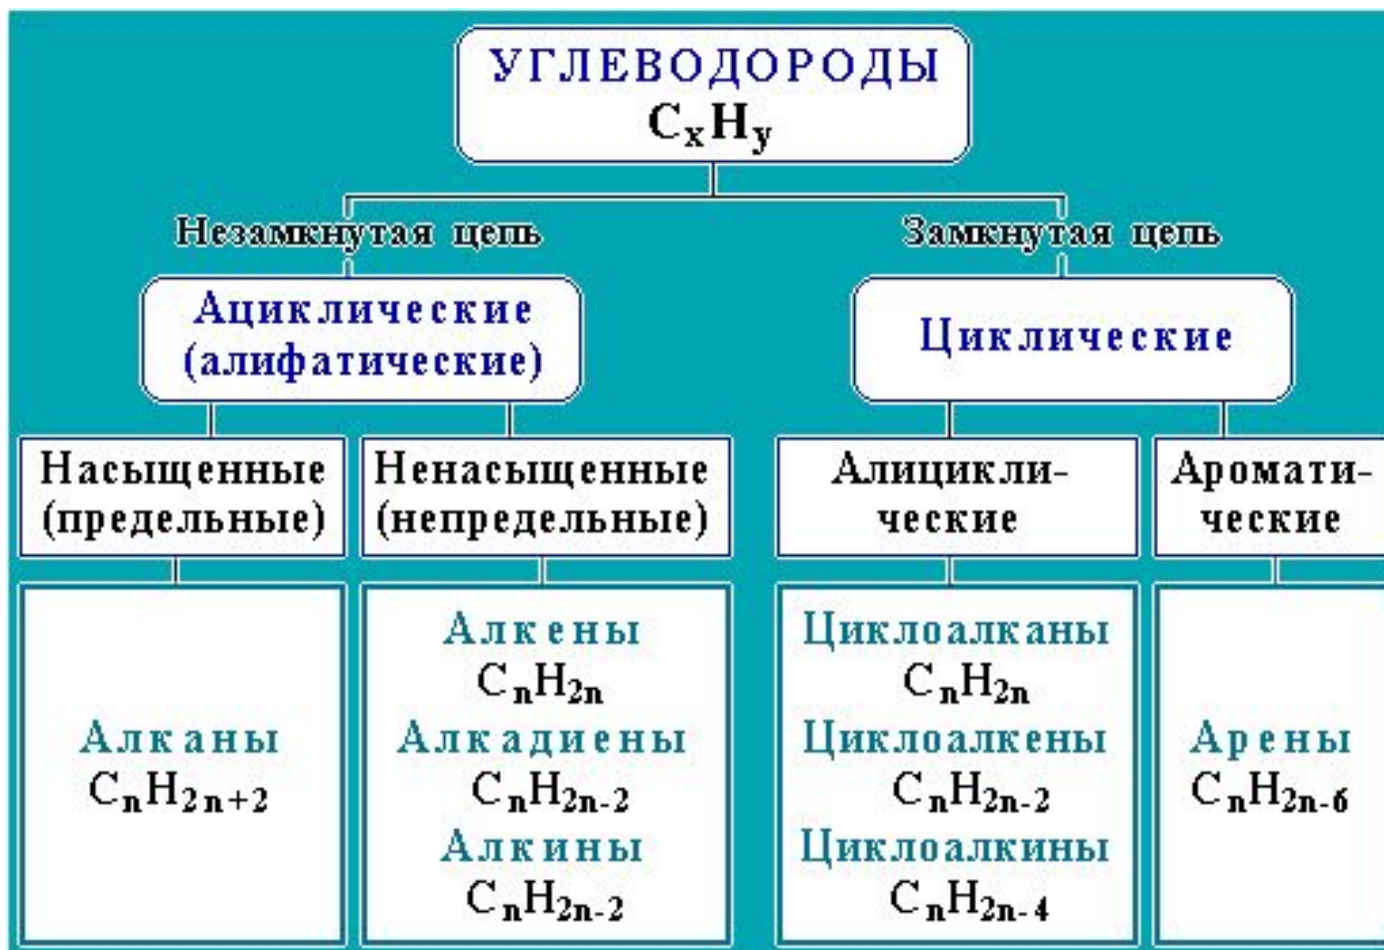 УГЛЕВОДОРОДЫ
CxHy
Незамкнутая цепь
Замкнутая цепь
Ациклические
(алифатические)
Циклические
Насыщенные
(предельные)
Ненасыщенные
(непредельные)
Алицикли-
ческие
Аромати-
ческие
Алканы
CnH2n+2
Алкены
CnH2n
Алкадиены
CnH2n-2
Алкины
CnH2n-2
Циклоалканы
CnH2n
Циклоалкены
CnH2n-2
Циклоалкины
CnH2n-4
Арены
CnH2n-6